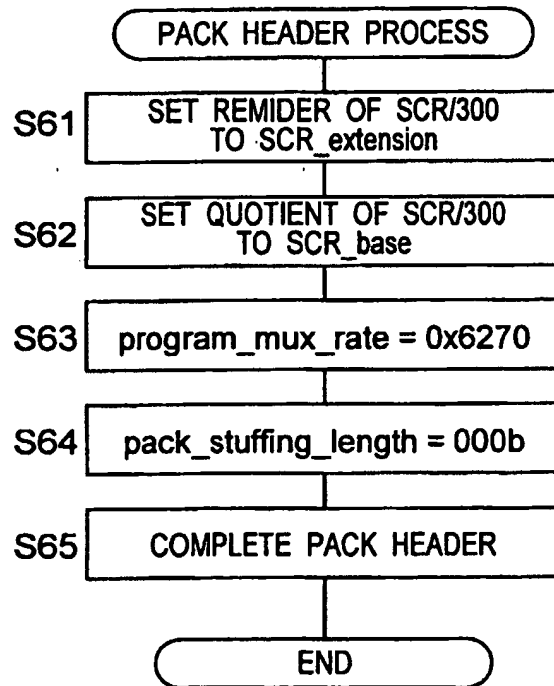 PACK HEADER PROCESS
S61
SET REMIDER OF SCR/300
TO SCR_extension
S62
SET QUOTIENT OF SCR/300
TO SCR_base
S63
program_mux_rate = 0x6270
S64
pack_stuffing_length = 000b
S65
COMPLETE PACK HEADER
END